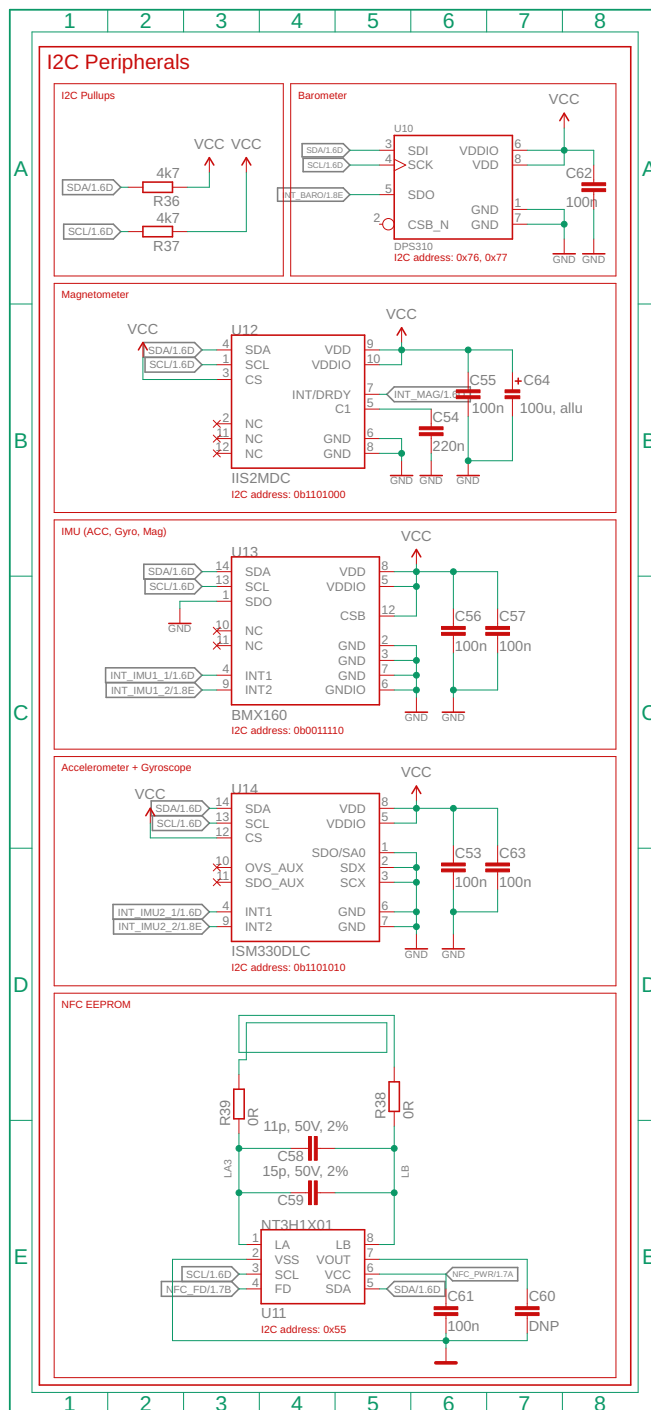 1 2 3 4 5 6 7 8
I2C Peripherals
I2C Pullups
VCC VCC
4k7
SDA/1.6D
R36
4k7
SCL/1.6D
R37
Barometer
VCC
U10
SDA/1.6D 3 SDI VDDIO 6
SCL/1.6D 4 SCK VDD 8
C62
100n
INT_BARO/1.8E 5 SDO
GND 1
2 CSB_N GND 7
DPS310
GND GND
I2C address: 0x76, 0x77
A A
Magnetometer
VCC VCC
U12
SDA/1.6D 4 SDA VDD 9
SCL/1.6D 1 SCL VDDIO 10
3 CS
C55 + C64
INT/DRDY 7 INT_MAG/1.6
100n 100u, allu
C1 5
2 NC
C54
11 NC GND 6
220n
12 NC GND 8
GND GND GND
IIS2MDC
I2C address: 0b1101000
B B
IMU (ACC, Gyro, Mag)
VCC
U13
SDA/1.6D 14 SDA VDD 8
SCL/1.6D 13 SCL VDDIO 5
1 SDO
CSB 12
GND
C56 C57
10 NC
100n 100n
11 NC GND 2
GND 3
INT_IMU1_1/1.6D 4 INT1 GND 7
INT_IMU1_2/1.8E 9 INT2 GNDIO 6
GND GND
BMX160
I2C address: 0b0011110
C C
Accelerometer + Gyroscope
VCC VCC
U14
SDA/1.6D 14 SDA VDD 8
SCL/1.6D 13 SCL VDDIO 5
12 CS
SDO/SA0 1
C53 C63
10 OVS_AUX SDX 2
100n 100n
11 SDO_AUX SCX 3
INT_IMU2_1/1.6D 4 INT1 GND 6
INT_IMU2_2/1.8E 9 INT2 GND 7
GND GND
ISM330DLC
I2C address: 0b1101010
D D
NFC EEPROM
R39 0R
R38 0R
11p, 50V, 2%
C58
LA3 LB
15p, 50V, 2%
C59
NT3H1X01
1 LA LB 8
2 VSS VOUT 7
SCL/1.6D 3 SCL VCC 6 NFC_PWR/1.7A
NFC_FD/1.7B 4 FD SDA 5 SDA/1.6D
C61 C60
U11
100n DNP
I2C address: 0x55
E E
1 2 3 4 5 6 7 8